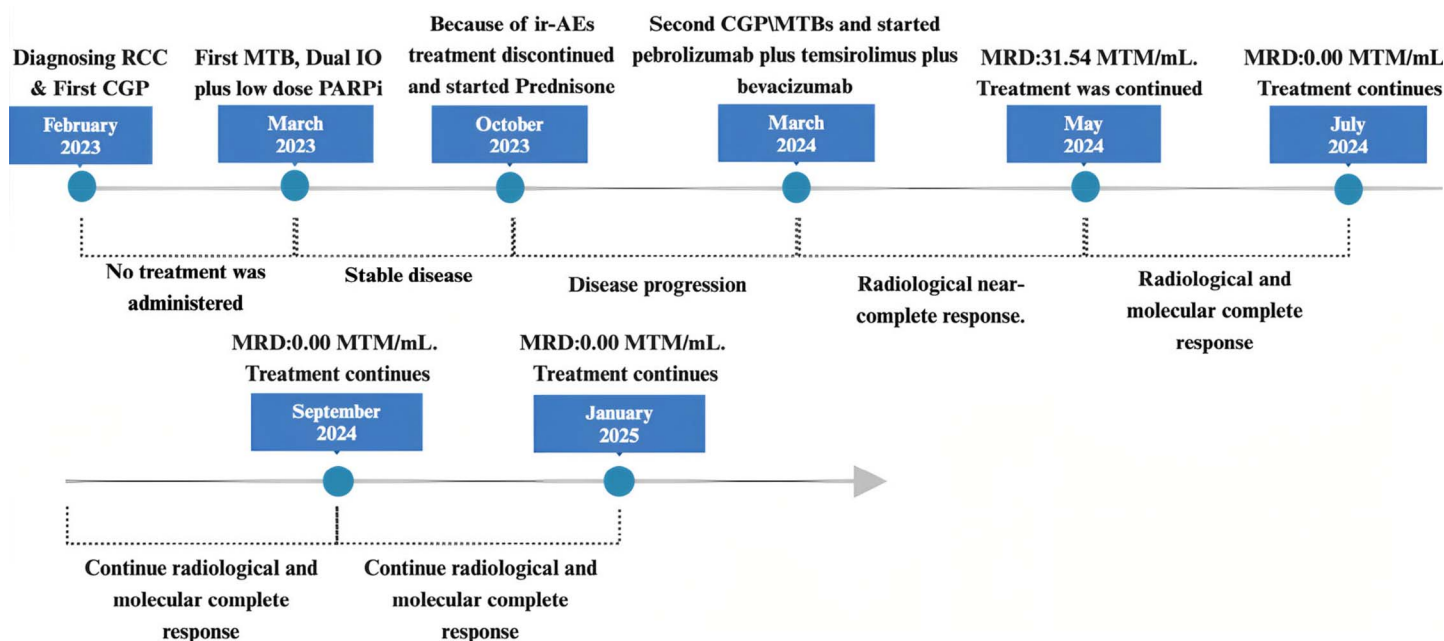 Diagnosing RCC
& First CGP
February
2023
First MTB, Dual IO
plus low dose PARPi
March
2023
Because of ir-AEs
treatment discontinued
and started Prednisone
October
2023
Second CGP\MTBs and started
pebrolizumab plus temsirolimus plus
bevacizumab
March
2024
MRD:31.54 MTM/mL.
Treatment was continued
May
2024
MRD:0.00 MTM/mL
Treatment continues
July
2024
No treatment was
administered
Stable disease
Disease progression
Radiological near-
complete response.
Radiological and
molecular complete
response
MRD:0.00 MTM/mL.
Treatment continues
September
2024
MRD:0.00 MTM/mL.
Treatment continues
January
2025
Continue radiological and
molecular complete
response
Continue radiological and
molecular complete
response